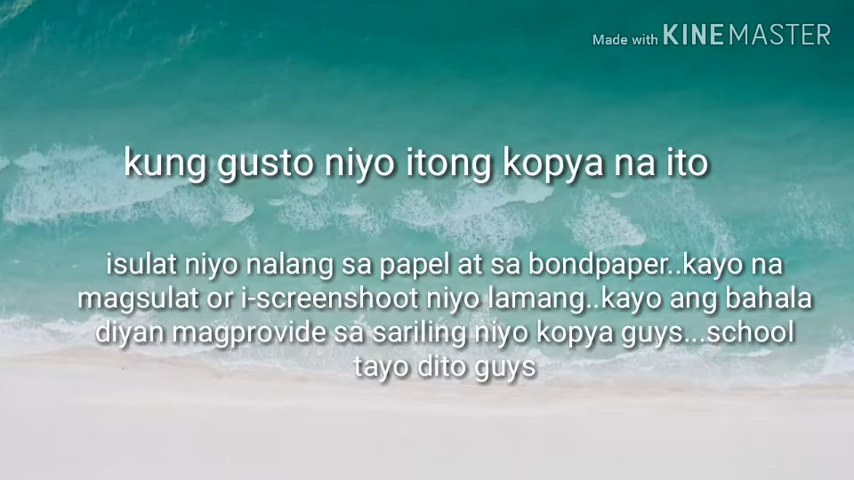 Made with KINEMASTER
kung gusto niyo itong kopya na ito
isulat niyo nalang sa papel at sa bondpaper..kayo na
magsulat or i-screenshoot niyo lamang..kayo ang bahala
diyan magprovide sa sariling niyo kopya guys...school
tayo dito guys